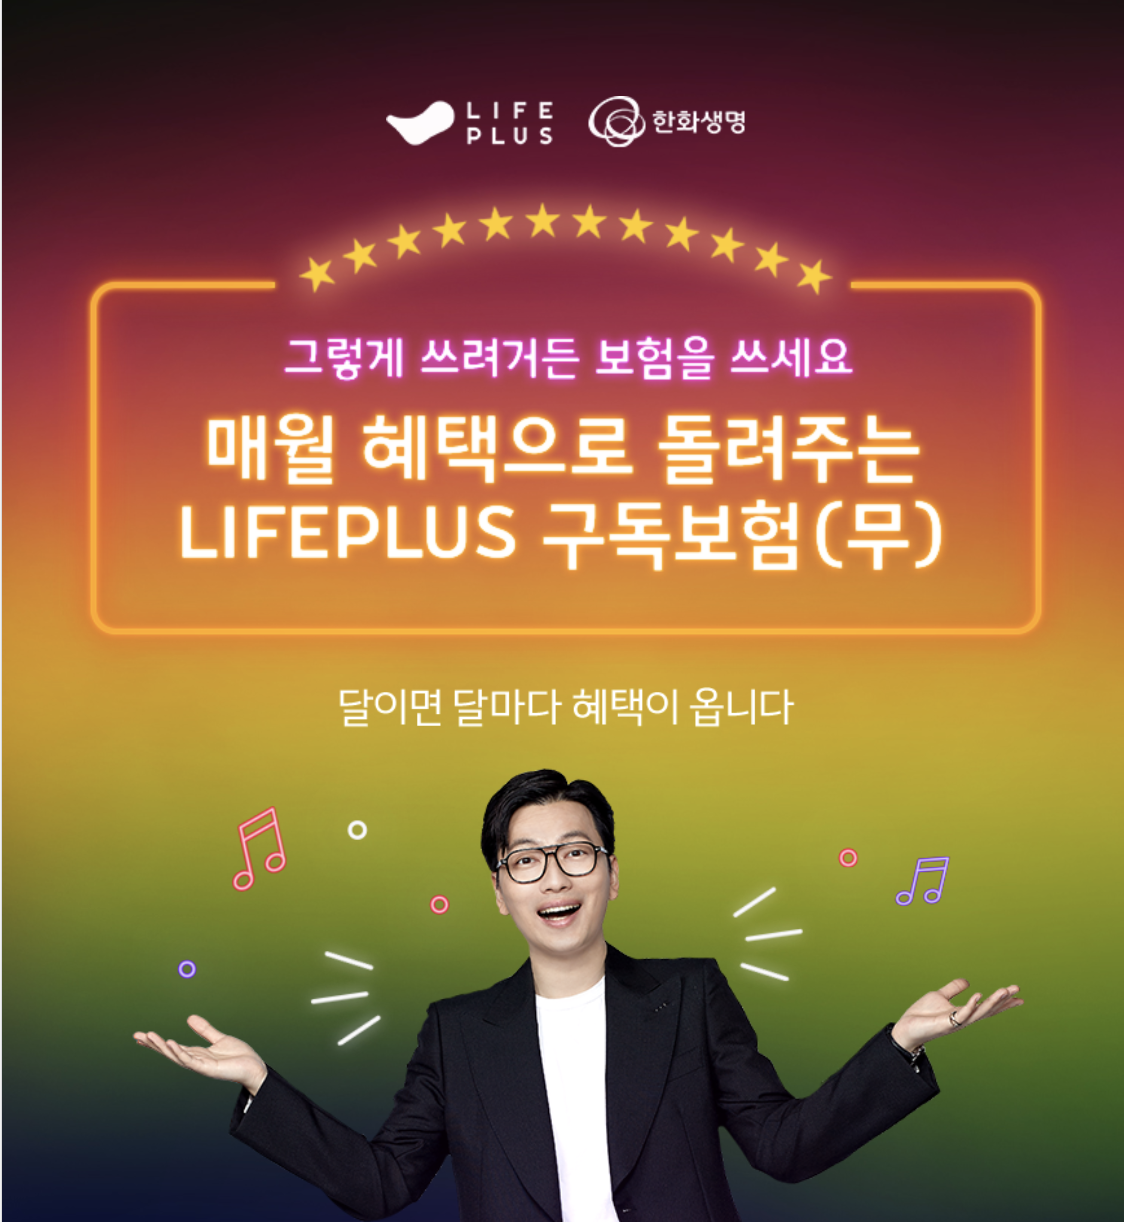 LIFE
PLUS
한화생명
그렇게 쓰려거든 보험을 쓰세요
매월 혜택으로 돌려주는
LIFEPLUS 구독보험(무)
달이면 달마다 혜택이 옵니다